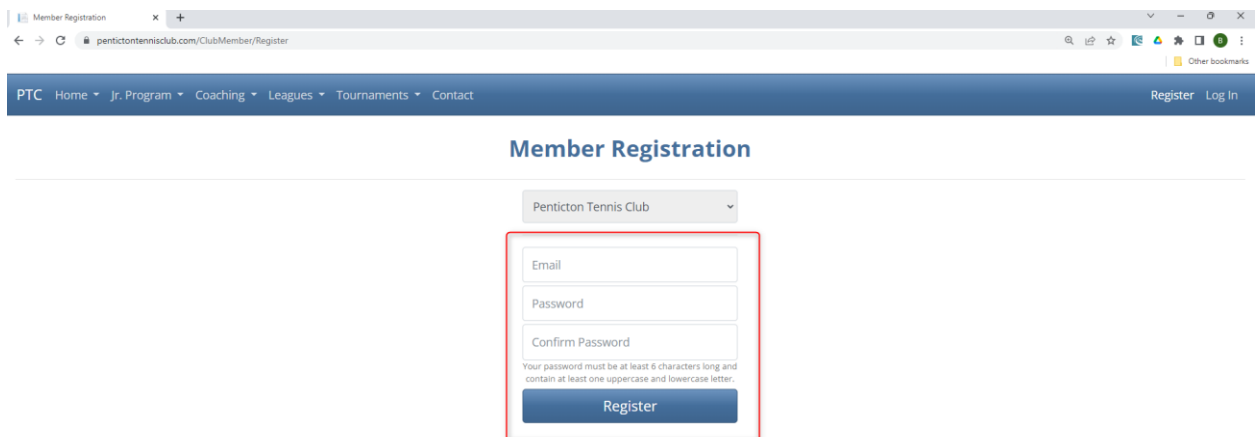 Member Registration
pentictontennisclub.com/ClubMember/Register
B
Other bookmarks
PTC Home Jr. Program Coaching Leagues Tournaments Contact Register Log In
Member Registration
Penticton Tennis Club
Email
Password
Confirm Password
Your password must be at least 6 characters long and
contain at least one uppercase and lowercase letter.
Register